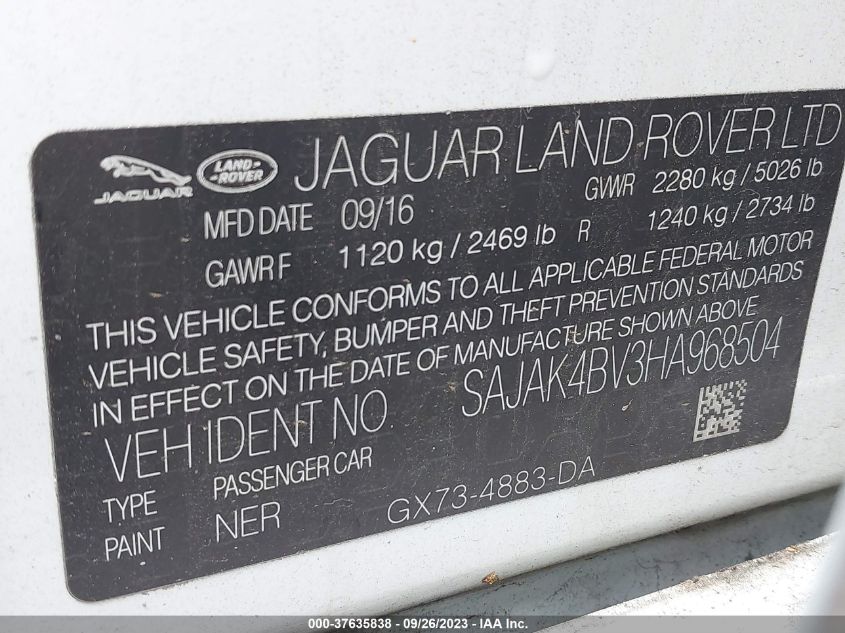 JAGUAR LAND-ROVER JAGUAR LAND ROVER LTD
MFD DATE 09/16 GVWR 2280 kg / 5026 lb
GAWR F 1120 kg / 2469 lb R 1240 kg / 2734 lb
THIS VEHICLE CONFORMS TO ALL APPLICABLE FEDERAL MOTOR
VEHICLE SAFETY, BUMPER AND THEFT PREVENTION STANDARDS
IN EFFECT ON THE DATE OF MANUFACTURE SHOWN ABOVE
VEH IDENT NO SAJAK4BV3HA968504
TYPE PASSENGER CAR
PAINT NER GX73-4883-DA
000-37635838 - 09/26/2023 - Copyright IAA, Inc.